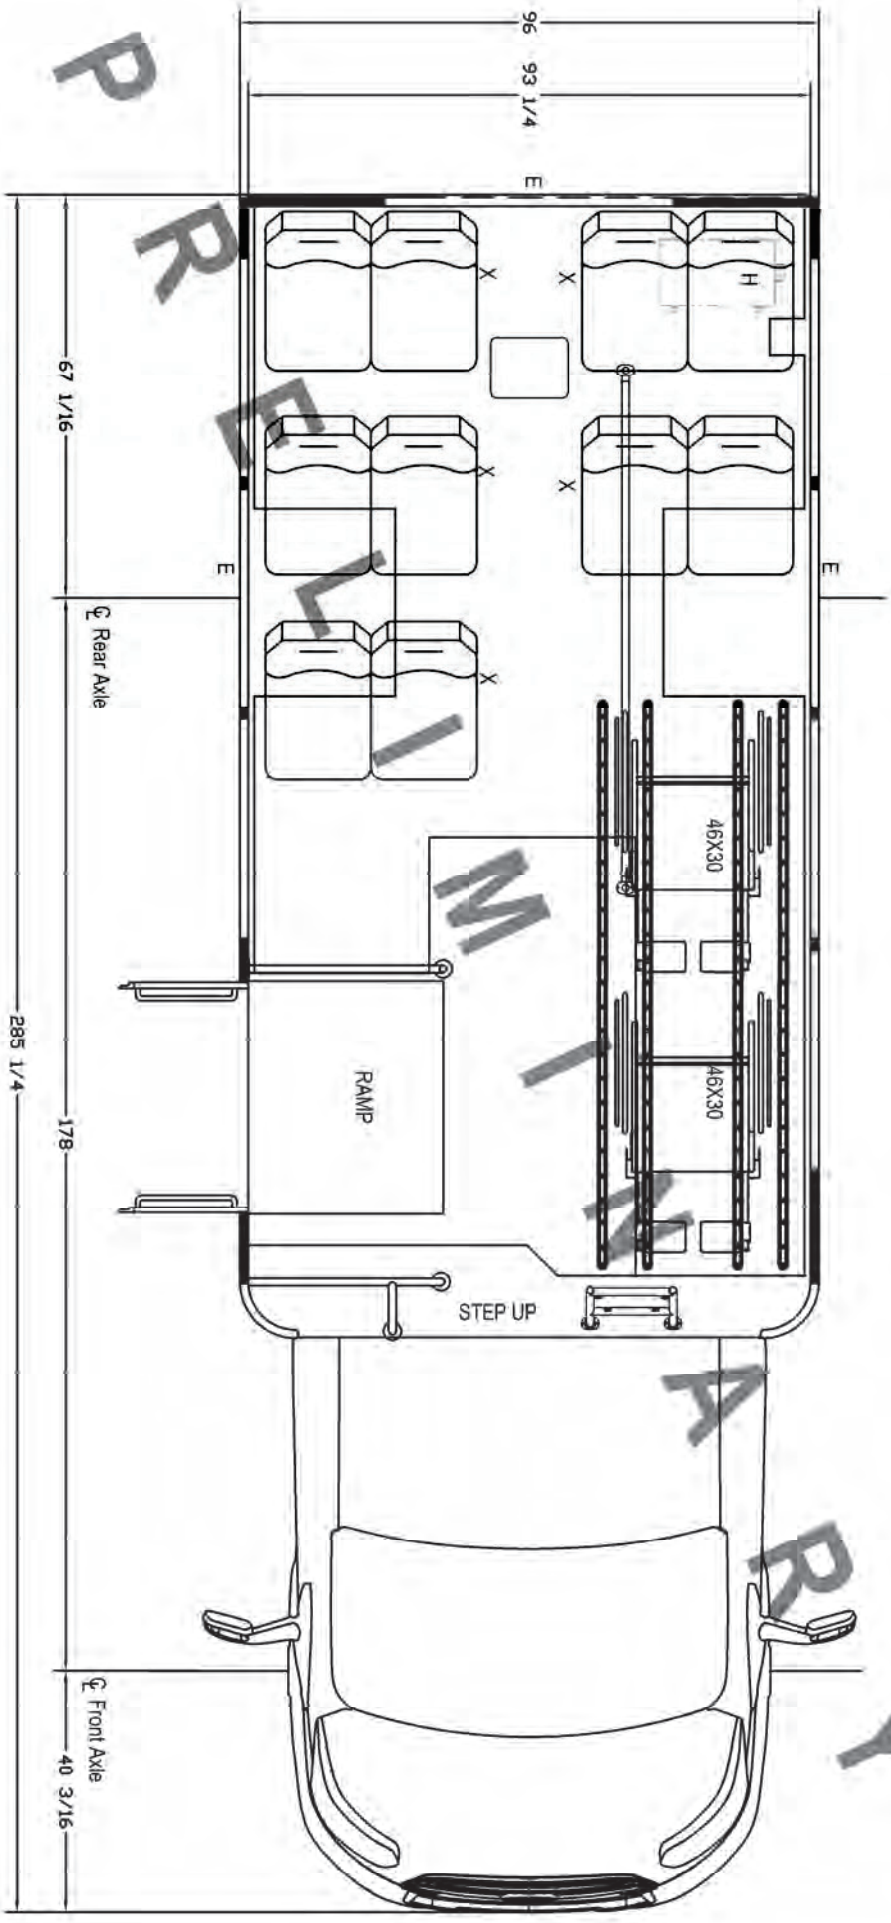 96
93 1/4
E
H
X
X
X
X
X
E
E
67 1/16
℄ Rear Axle
46X30
46X30
RAMP
285 1/4
178
STEP UP
℄ Front Axle
40 3/16
PRELIMINARY